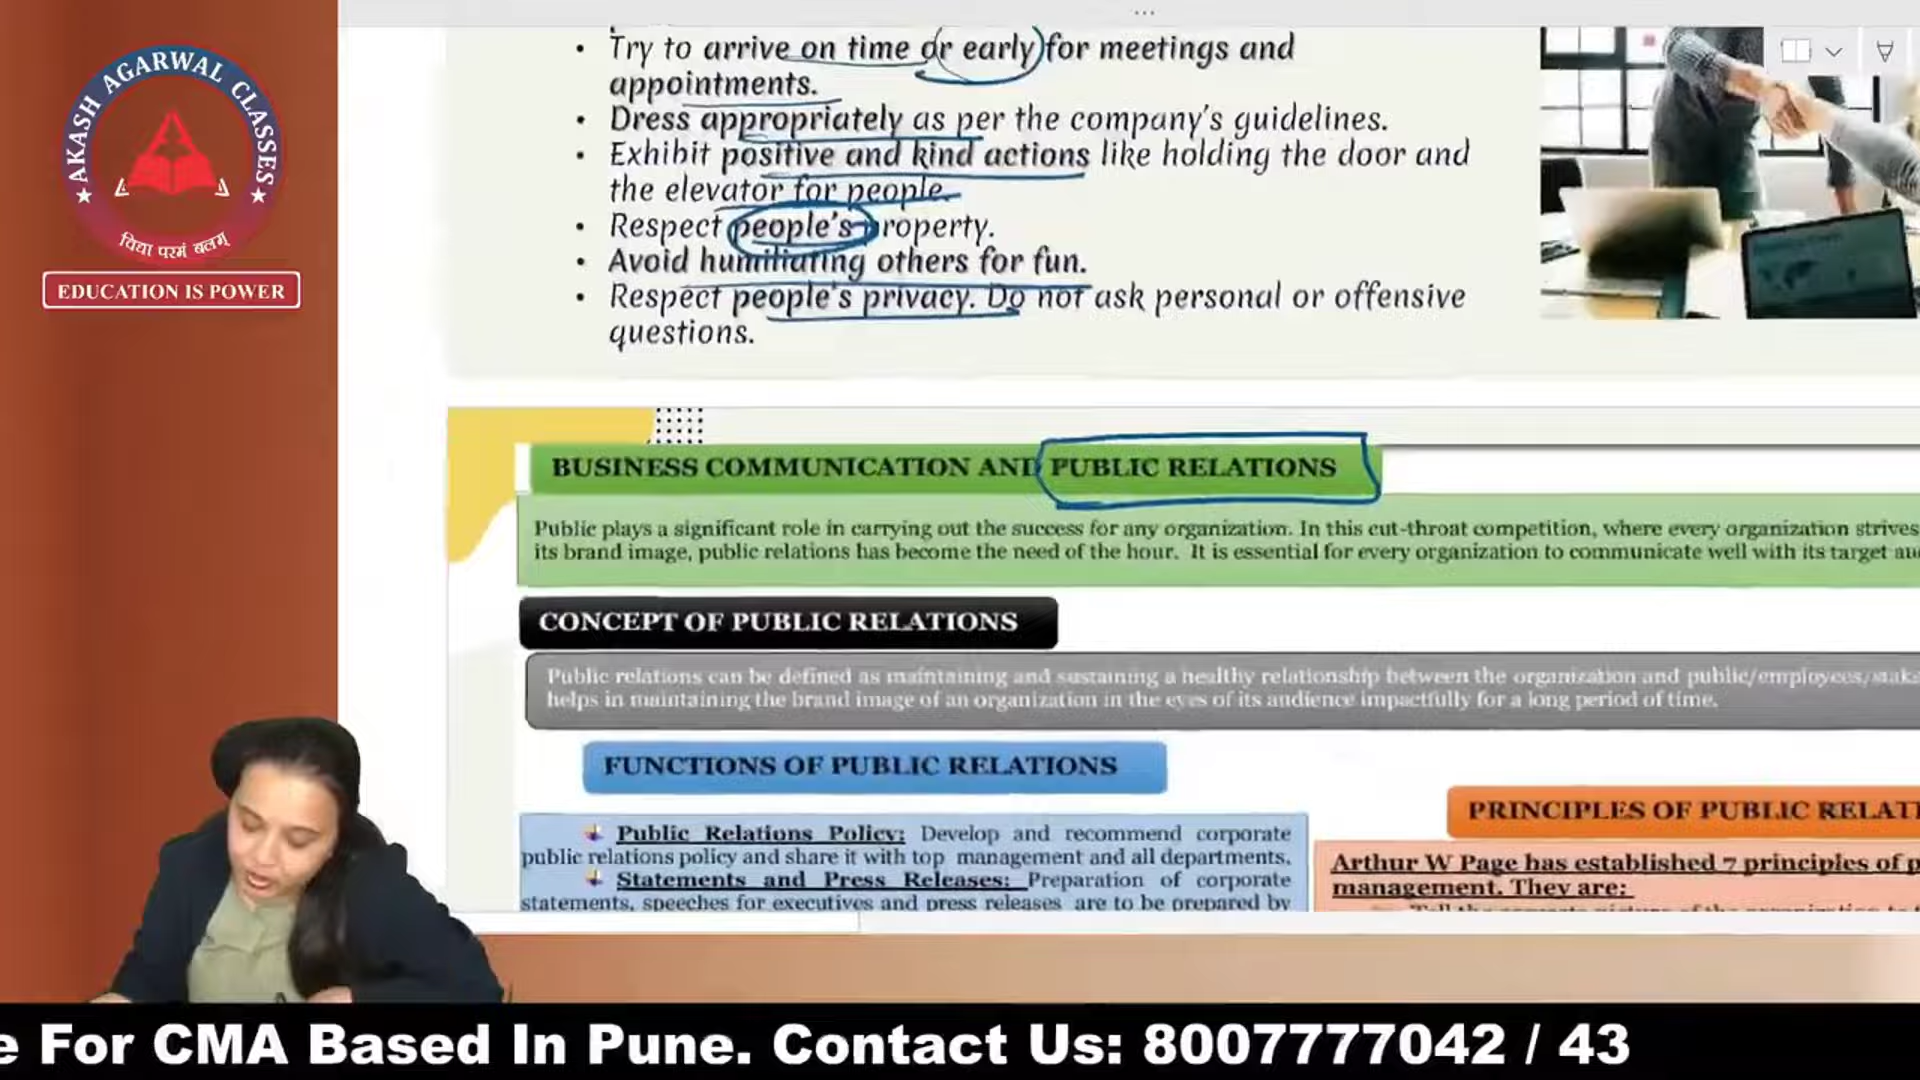 AKASH AGARWAL CLASSES
विद्या परमं बलम्
EDUCATION IS POWER
• Try to arrive on time or early for meetings and
appointments.
• Dress appropriately as per the company's guidelines.
• Exhibit positive and kind actions like holding the door and
the elevator for people.
• Respect people's property.
• Avoid humiliating others for fun.
• Respect people's privacy. Do not ask personal or offensive
questions.
BUSINESS COMMUNICATION AND PUBLIC RELATIONS
Public plays a significant role in carrying out the success for any organization. In this cut-throat competition, where every organization strives
its brand image, public relations has become the need of the hour. It is essential for every organization to communicate well with its target au
CONCEPT OF PUBLIC RELATIONS
Public relations can be defined as maintaining and sustaining a healthy relationship between the organization and public/employees/stak
helps in maintaining the brand image of an organization in the eyes of its audience impactfully for a long period of time.
FUNCTIONS OF PUBLIC RELATIONS
Public Relations Policy: Develop and recommend corporate
public relations policy and share it with top management and all departments.
Statements and Press Releases: Preparation of corporate
statements, speeches for executives and press releases are to be prepared by
PRINCIPLES OF PUBLIC RELATI
Arthur W Page has established 7 principles of p
management. They are:
e For CMA Based In Pune. Contact Us: 8007777042 / 43